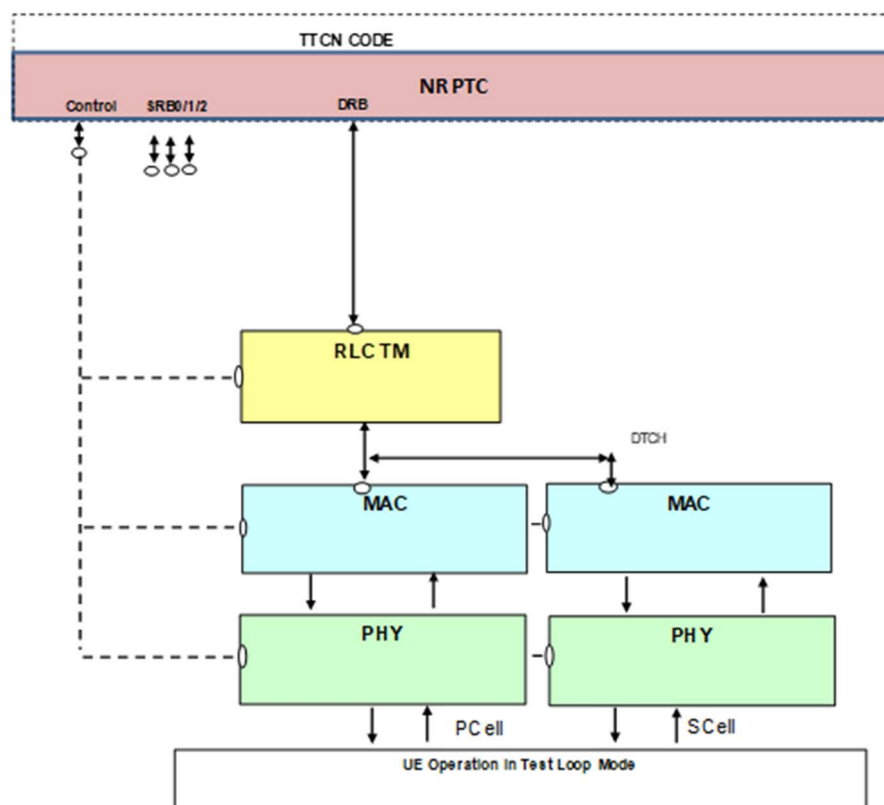 TTCN CODE
NR PTC
Control SRB0/1/2 DRB
RLC TM
DTCH
MAC MAC
PHY PHY
PCell SCell
UE Operation in Test Loop Mode